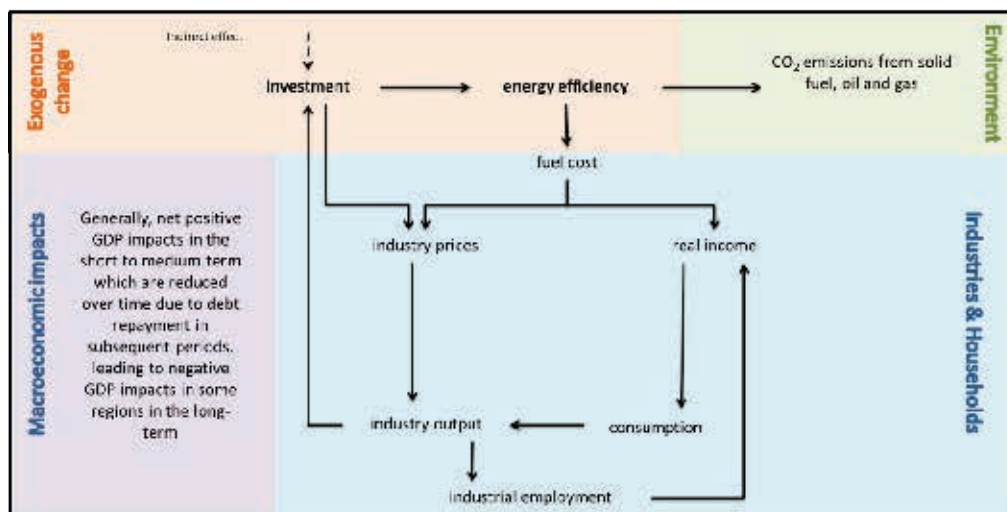 Exogenous
change
Indirect effect
investment
energy efficiency
CO₂ emissions from solid
fuel, oil and gas
Environment
fuel cost
Macroeconomic impacts
Generally, net positive
GDP impacts in the
short to medium term
which are reduced
over time due to debt
repayment in
subsequent periods,
leading to negative
GDP impacts in some
regions in the long-
term
industry prices
real income
industry output
consumption
industrial employment
Industries & Households